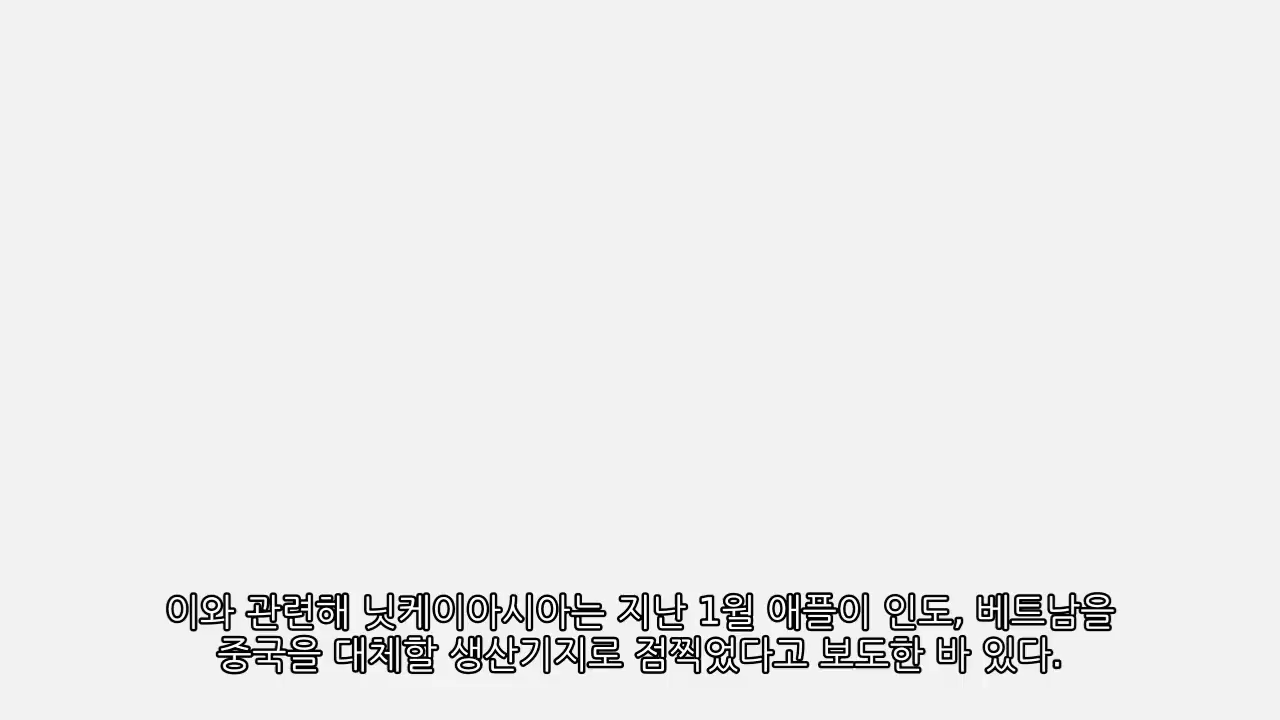 이와 관련해 닛케이아시아는 지난 1월 애플이 인도, 베트남을
중국을 대체할 생산기지로 점찍었다고 보도한 바 있다.